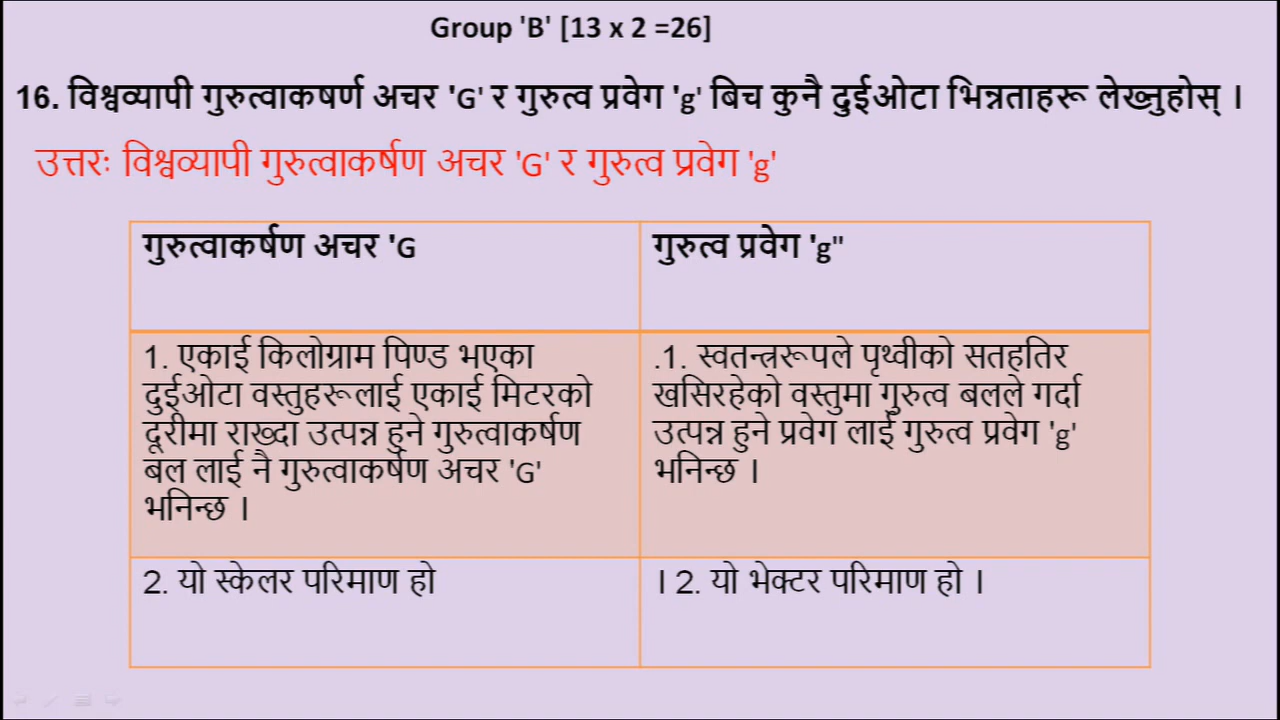 Group 'B' [13 x 2 =26]
16. विश्वव्यापी गुरुत्वाकषर्ण अचर 'G' र गुरुत्व प्रवेग 'g' बिच कुनै दुईओटा भिन्नताहरू लेख्नुहोस् ।
उत्तरः विश्वव्यापी गुरुत्वाकर्षण अचर 'G' र गुरुत्व प्रवेग 'g'
गुरुत्वाकर्षण अचर 'G
गुरुत्व प्रवेग 'g"
1. एकाई किलोग्राम पिण्ड भएका
दुईओटा वस्तुहरूलाई एकाई मिटरको
दूरीमा राख्दा उत्पन्न हुने गुरुत्वाकर्षण
बल लाई नै गुरुत्वाकर्षण अचर 'G'
भनिन्छ ।
.1. स्वतन्त्ररूपले पृथ्वीको सतहतिर
खसिरहेको वस्तुमा गुरुत्व बलले गर्दा
उत्पन्न हुने प्रवेग लाई गुरुत्व प्रवेग 'g'
भनिन्छ ।
2. यो स्केलर परिमाण हो
। 2. यो भेक्टर परिमाण हो ।